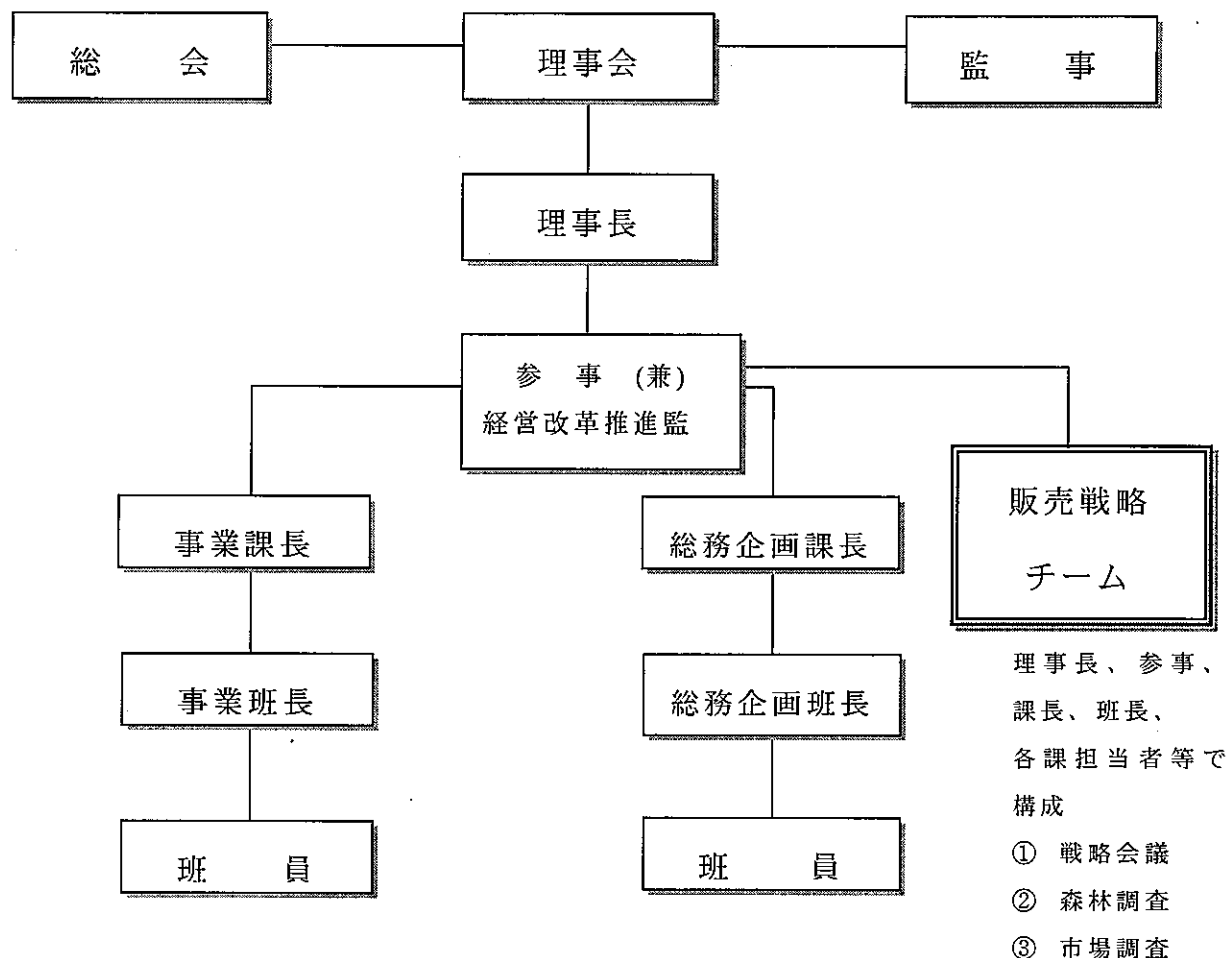 総会
理事会
監事
理事長
参事 (兼)
経営改革推進監
事業課長
総務企画課長
販売戦略
チーム
事業班長
総務企画班長
班員
班員
理事長、参事、
課長、班長、
各課担当者等で
構成
① 戦略会議
② 森林調査
③ 市場調査